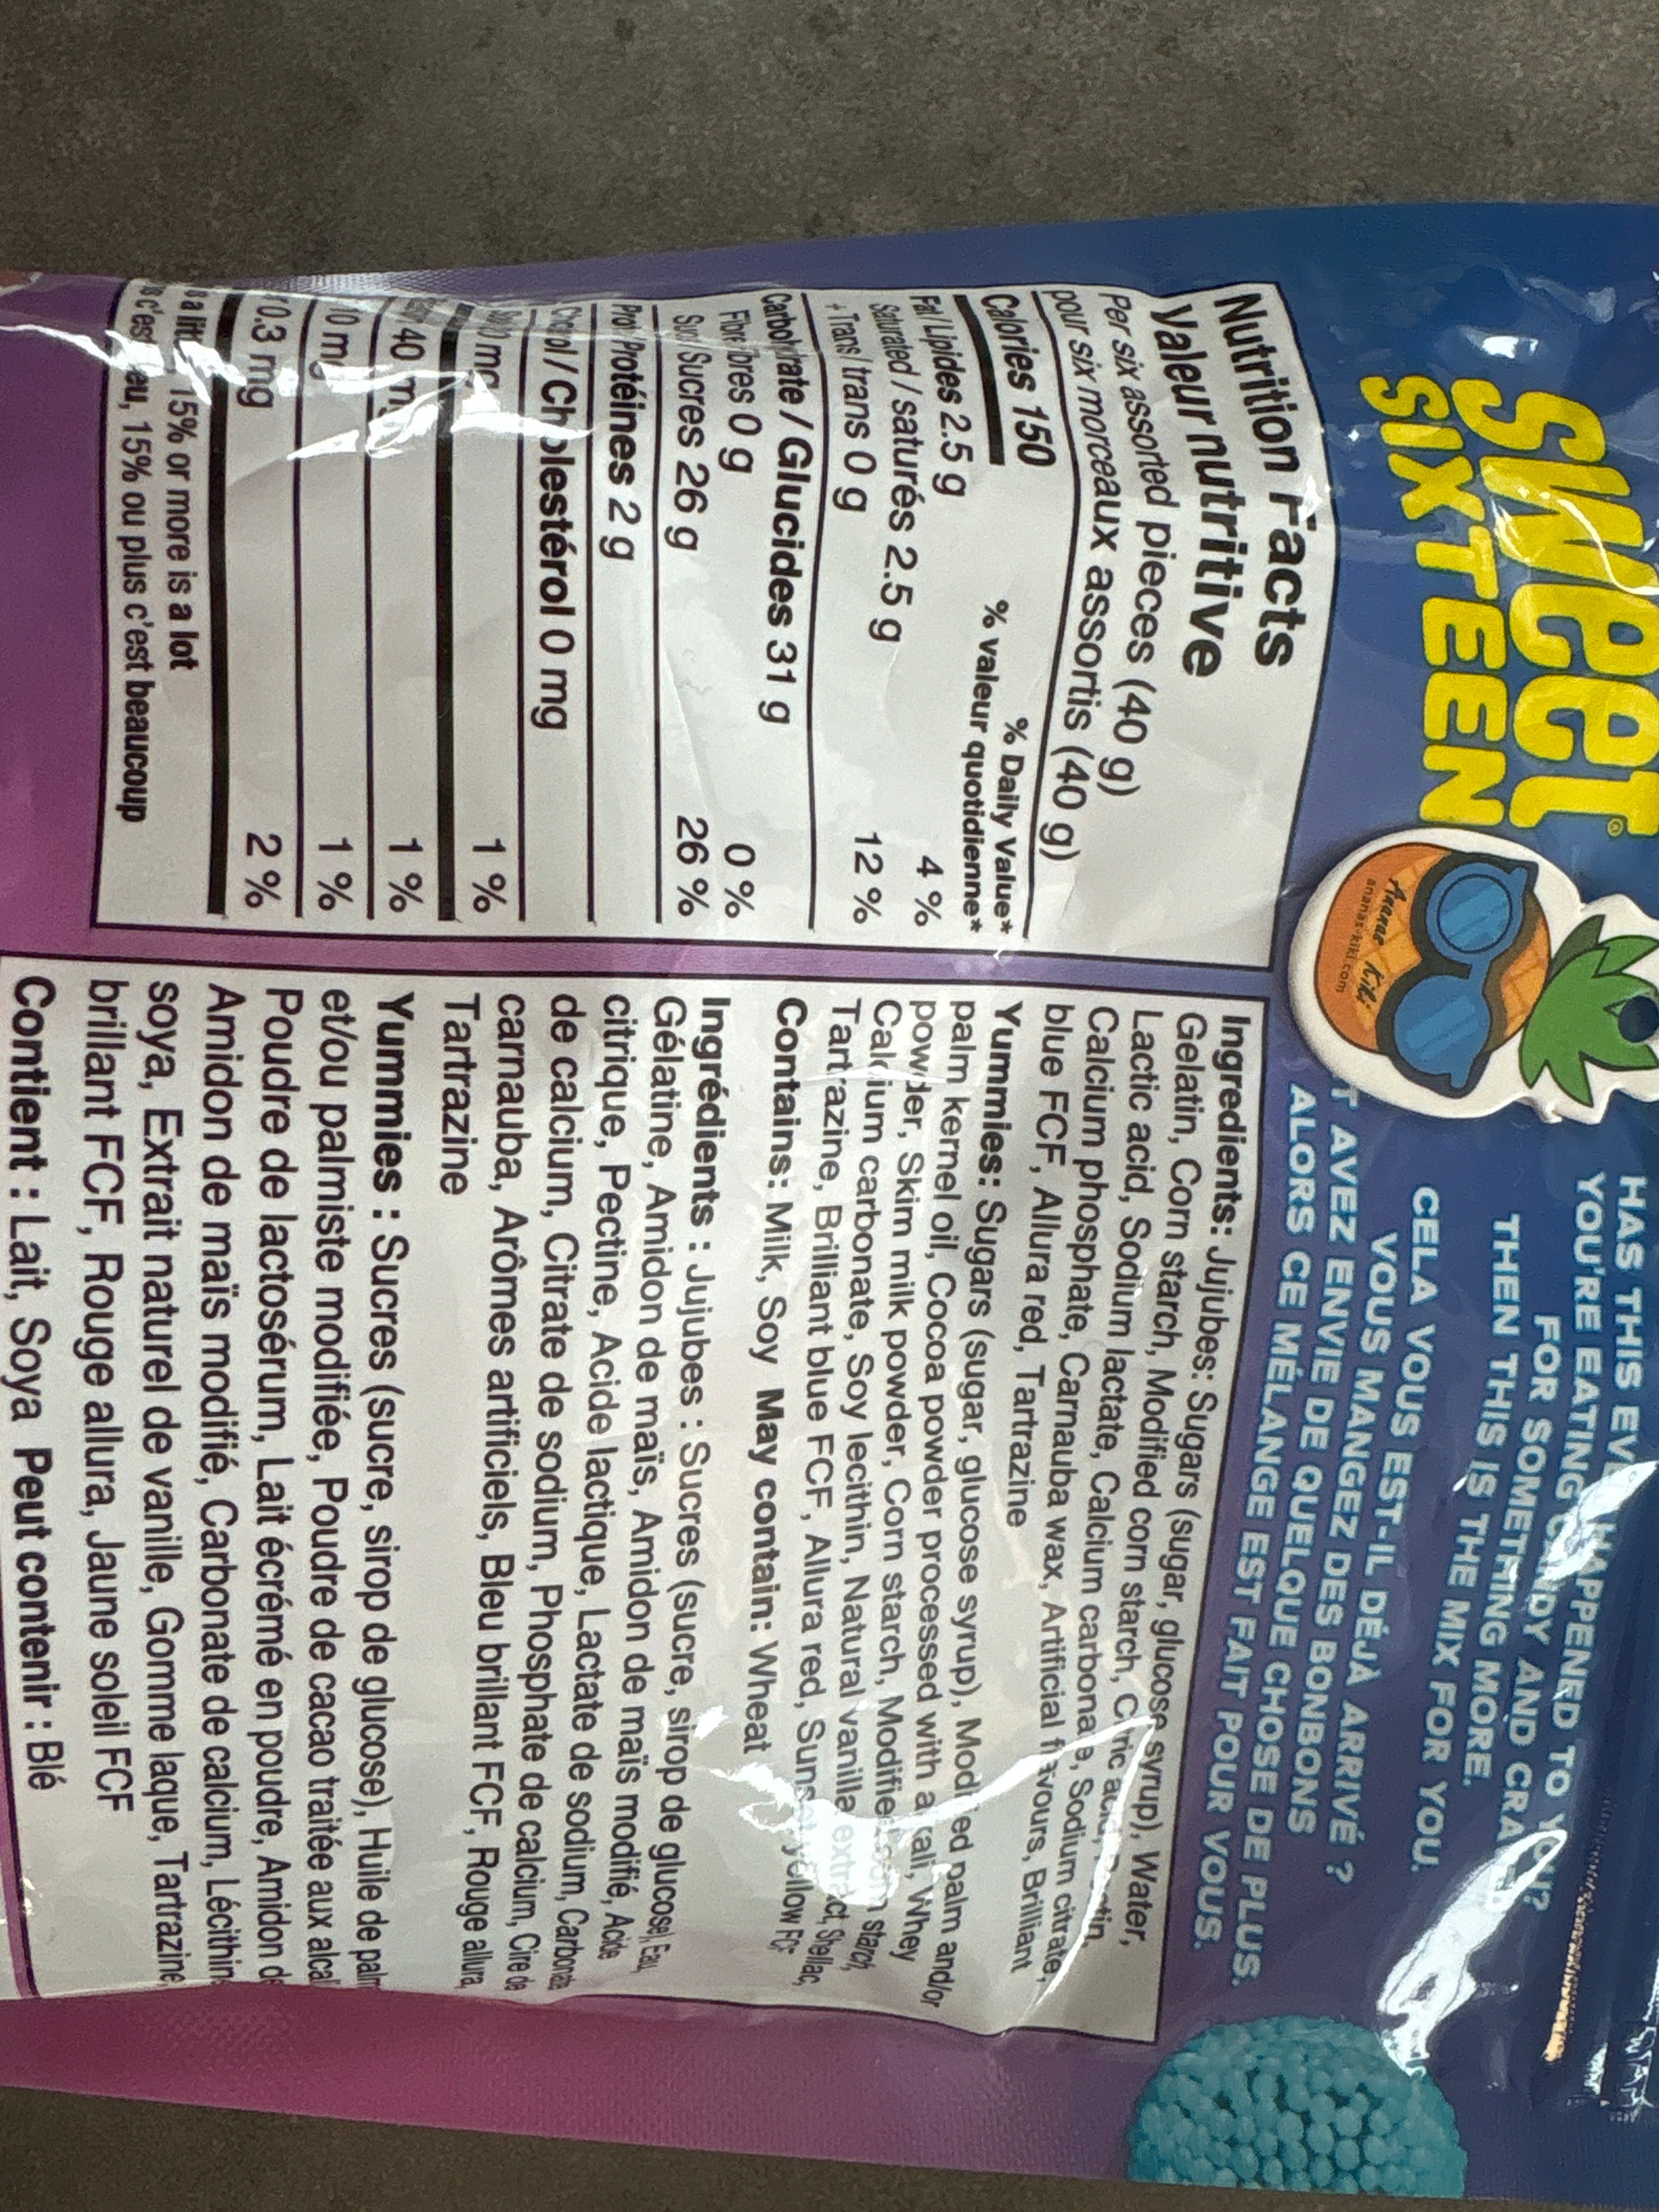 sweet®
SIXTEEN
Ananas Kiki
ananas-kiki.com
HAS THIS HAPPENED TO
YOU'RE EATING AND
FOR SOMETHING MORE.
THEN THIS IS THE MIX FOR YOU.
CELA VOUS EST-IL DÉJÀ ARRIVÉ ?
VOUS MANGEZ DES BONBONS
T AVEZ ENVIE DE QUELQUE CHOSE DE PLUS.
ALORS CE MÉLANGE EST FAIT POUR VOUS.
Nutrition Facts
Valeur nutritive
Per six assorted pieces (40 g)
pour six morceaux assortis (40 g)
Calories 150
% Daily Value*
% valeur quotidienne*
Fat / Lipides 2.5 g 4 %
Saturated / saturés 2.5 g
+ Trans / trans 0 g 12 %
Carbohydrate / Glucides 31 g
0 g 0 %
Sucres 26 g 26 %
Protéines 2 g
/ Cholestérol 0 mg
1 %
40 1 %
1 %
0.3 mg 2 %
15% or more is a lot
15% ou plus c'est beaucoup
Ingredients: Jujubes: Sugars (sugar, glucose syrup), Water,
Gelatin, Corn starch, Modified corn starch, Citric acid, Pectin,
Lactic acid, Sodium lactate, Calcium carbonate, Sodium citrate,
Calcium phosphate, Carnauba wax, Artificial flavours, Brilliant
blue FCF, Allura red, Tartrazine
Yummies: Sugars (sugar, glucose syrup), Modified palm and/or
palm kernel oil, Cocoa powder processed with alkali, Whey
powder, Skim milk powder, Corn starch, Modified corn starch,
Calcium carbonate, Soy lecithin, Natural vanilla extract, Shellac,
Tartrazine, Brilliant blue FCF, Allura red, Sunset yellow FCF
Contains: Milk, Soy May contain: Wheat
Ingrédients : Jujubes : Sucres (sucre, sirop de glucose), Eau,
Gélatine, Amidon de maïs, Amidon de maïs modifié, Acide
citrique, Pectine, Acide lactique, Lactate de sodium, Carbonate
de calcium, Citrate de sodium, Phosphate de calcium, Cire de
carnauba, Arômes artificiels, Bleu brillant FCF, Rouge allura,
Tartrazine
Yummies : Sucres (sucre, sirop de glucose), Huile de palm
et/ou palmiste modifiée, Poudre de cacao traitée aux alcal
Poudre de lactosérum, Lait écrémé en poudre, Amidon de
Amidon de maïs modifié, Carbonate de calcium, Lécithin
soya, Extrait naturel de vanille, Gomme laque, Tartrazine
brillant FCF, Rouge allura, Jaune soleil FCF
Contient : Lait, Soya Peut contenir : Blé